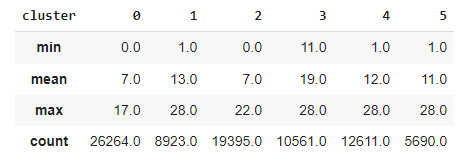 cluster 0 1 2 3 4 5
min 0.0 1.0 0.0 11.0 1.0 1.0
mean 7.0 13.0 7.0 19.0 12.0 11.0
max 17.0 28.0 22.0 28.0 28.0 28.0
count 26264.0 8923.0 19395.0 10561.0 12611.0 5690.0